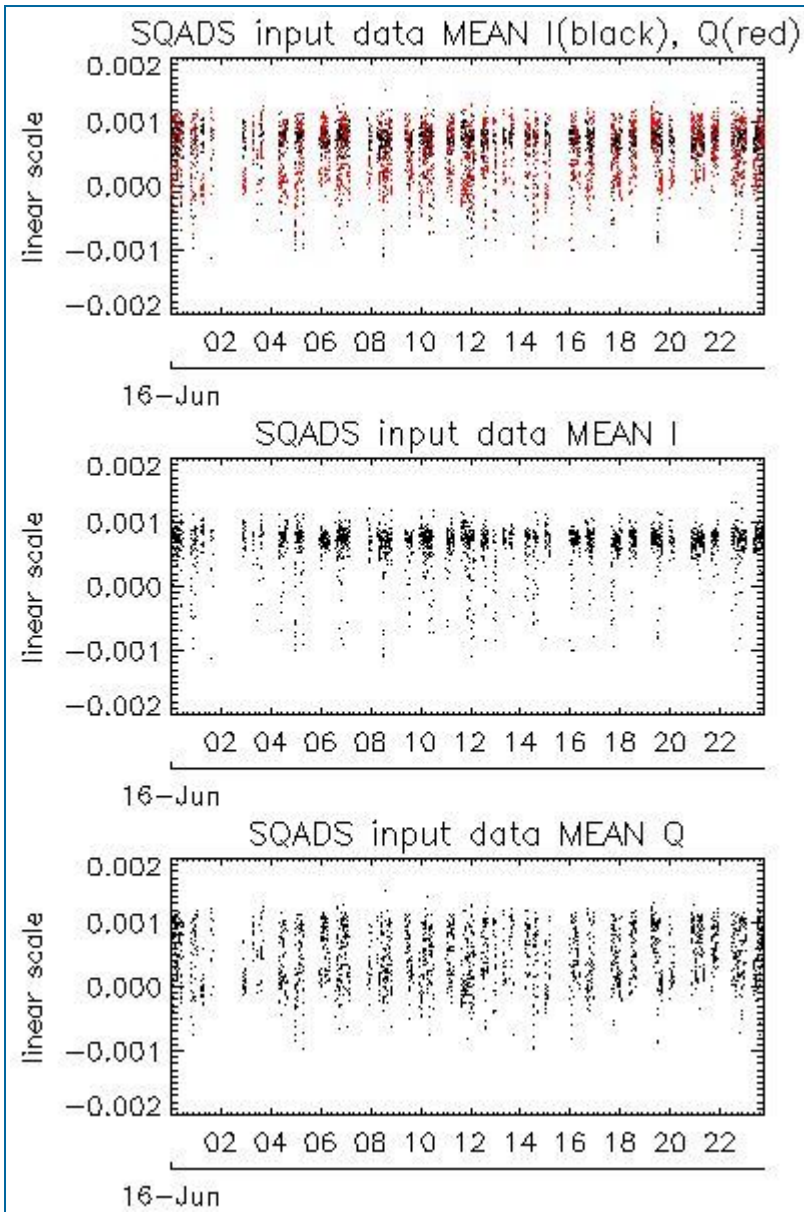 SQADS input data MEAN I(black), Q(red)
0.002
0.001
0.000
-0.001
-0.002
linear scale
02 04 06 08 10 12 14 16 18 20 22
16-Jun
SQADS input data MEAN I
0.002
0.001
0.000
-0.001
-0.002
linear scale
02 04 06 08 10 12 14 16 18 20 22
16-Jun
SQADS input data MEAN Q
0.002
0.001
0.000
-0.001
-0.002
linear scale
02 04 06 08 10 12 14 16 18 20 22
16-Jun